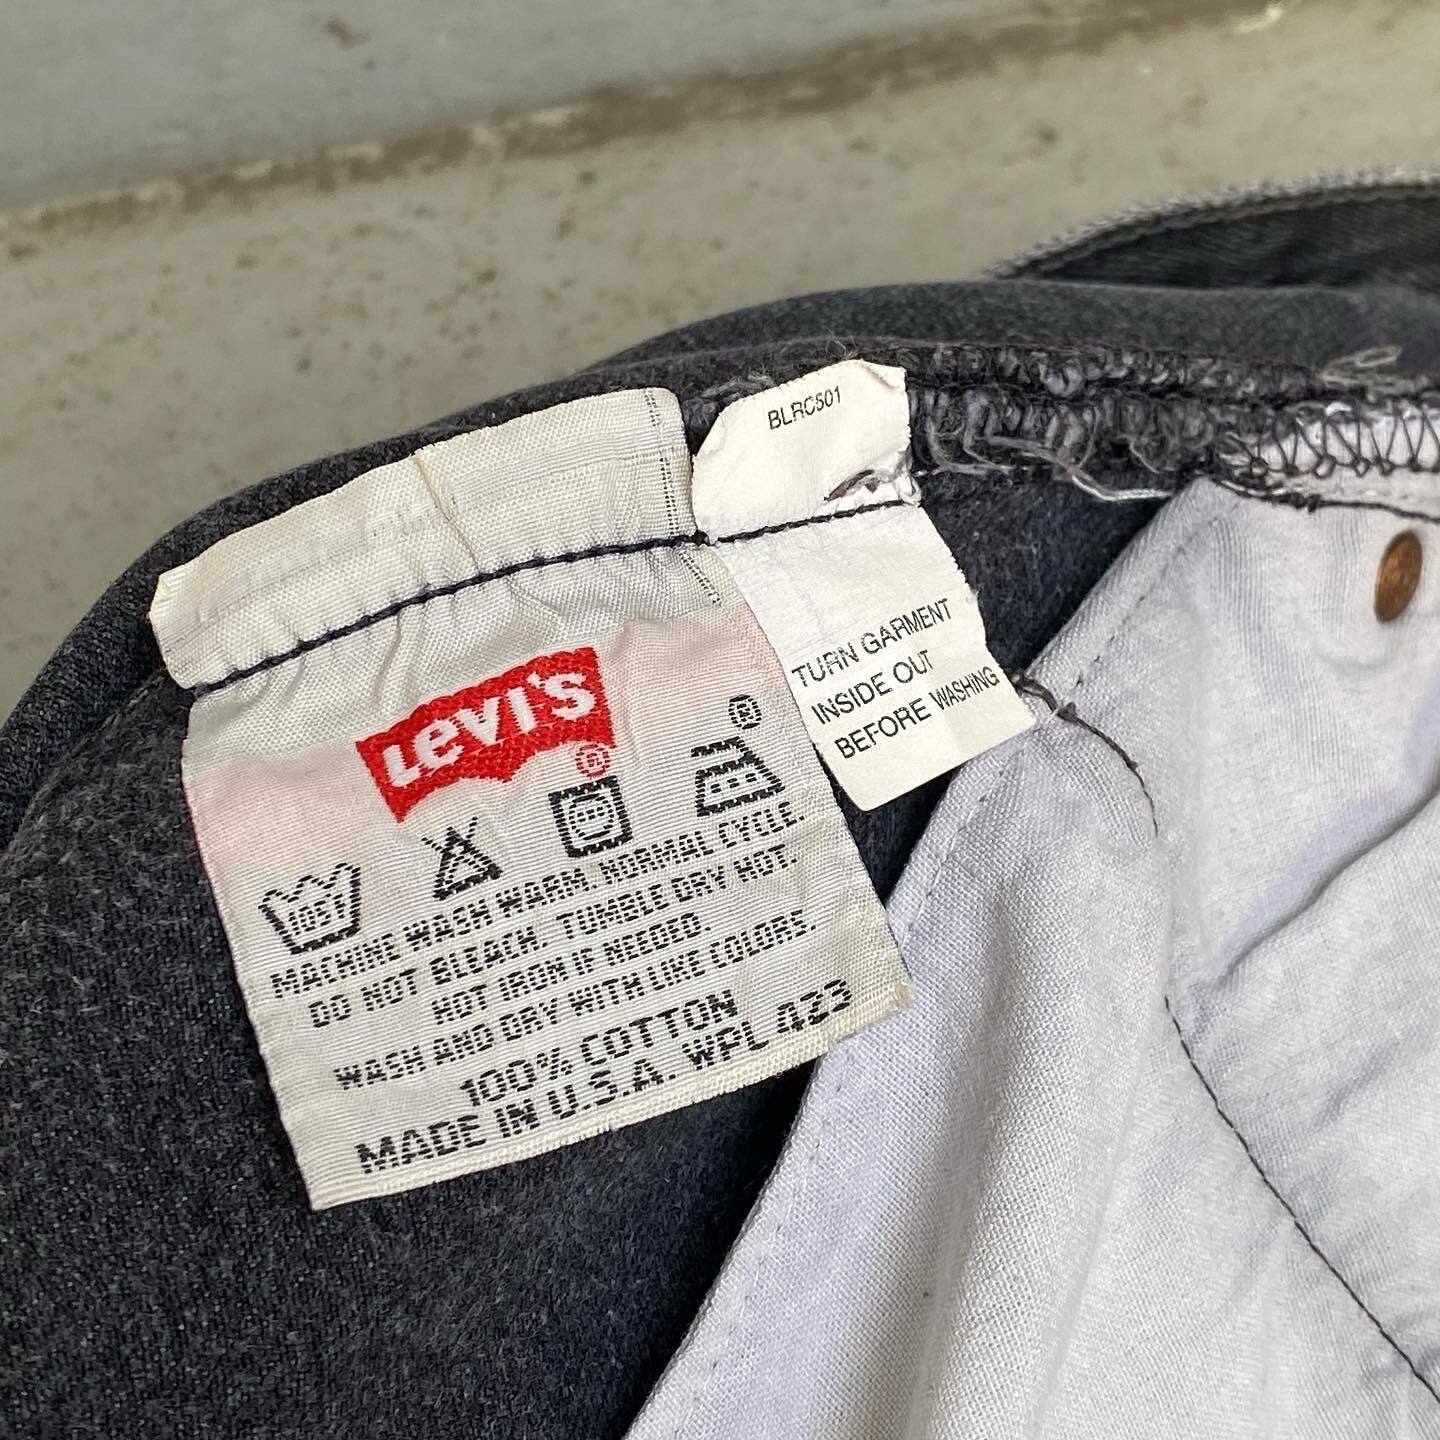 BLRC501
TURN GARMENT
INSIDE OUT
BEFORE WASHING
LEVI'S
®
®
105F
MACHINE WASH WARM. NORMAL CYCLE.
DO NOT BLEACH. TUMBLE DRY HOT.
HOT IRON IF NEEDED.
WASH AND DRY WITH LIKE COLORS.
100% COTTON
MADE IN U.S.A. WPL 423